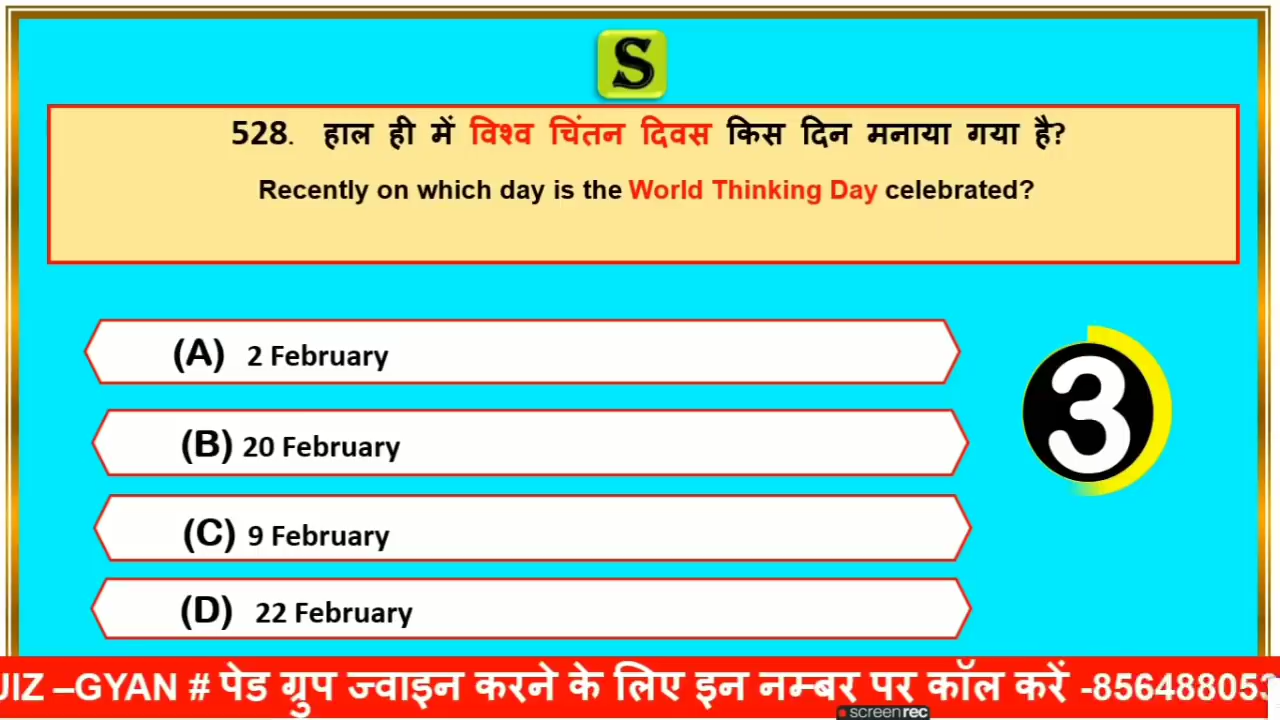 S
528. हाल ही में विश्व चिंतन दिवस किस दिन मनाया गया है?
Recently on which day is the World Thinking Day celebrated?
(A) 2 February
3
(B) 20 February
(C) 9 February
(D) 22 February
UIZ –GYAN # पेड ग्रुप ज्वाइन करने के लिए इन नम्बर पर कॉल करें -856488053
screenrec